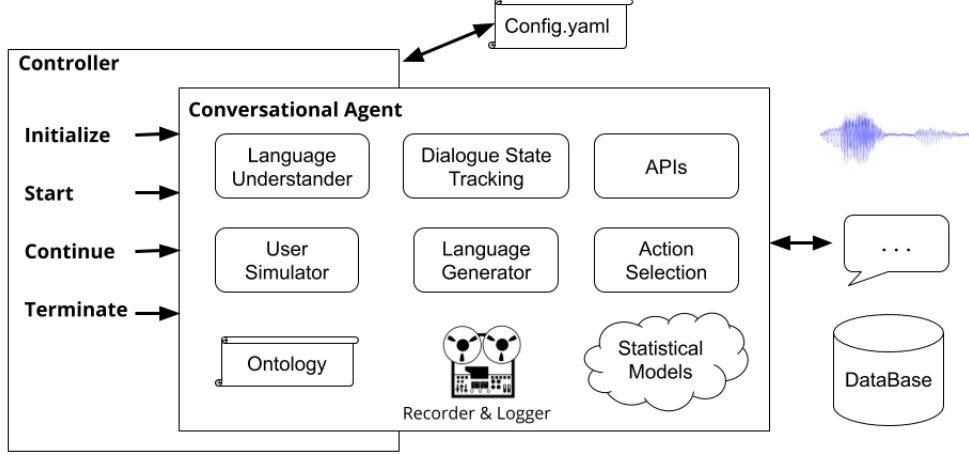 Config.yaml
Controller
Conversational Agent
Initialize
Start
Continue
Terminate
Language
Understander
Dialogue State
Tracking
APIs
User
Simulator
Language
Generator
Action
Selection
...
Ontology
Recorder & Logger
Statistical
Models
DataBase